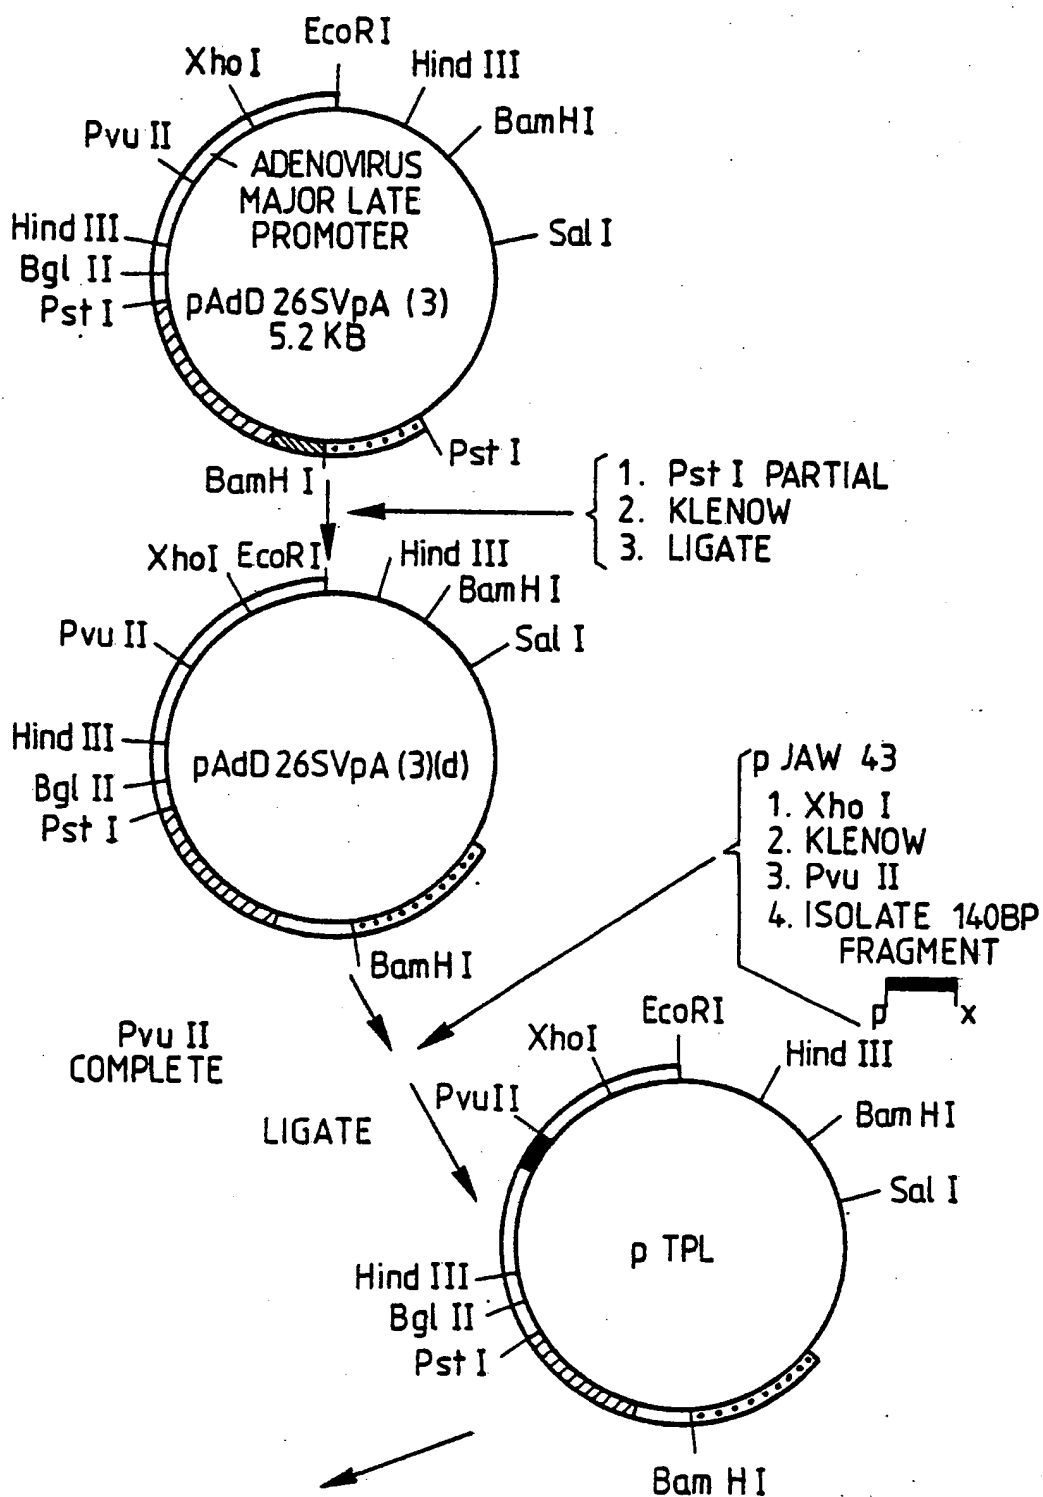 EcoRI
Xho I
Hind III
BamHI
Pvu II
ADENOVIRUS
MAJOR LATE
PROMOTER
Sal I
Hind III
Bgl II
Pst I
pAdD 26SVpA (3)
5.2 KB
Pst I
BamH I
1. Pst I PARTIAL
2. KLENOW
3. LIGATE
XhoI EcoRI
Hind III
BamH I
Pvu II
Sal I
Hind III
pAdD 26SVpA (3)(d)
Bgl II
Pst I
p JAW 43
1. Xho I
2. KLENOW
3. Pvu II
4. ISOLATE 140BP
FRAGMENT
BamH I
p
x
EcoRI
XhoI
Hind III
Pvu II
COMPLETE
PvuII
Bam HI
LIGATE
Sal I
p TPL
Hind III
Bgl II
Pst I
Bam HI